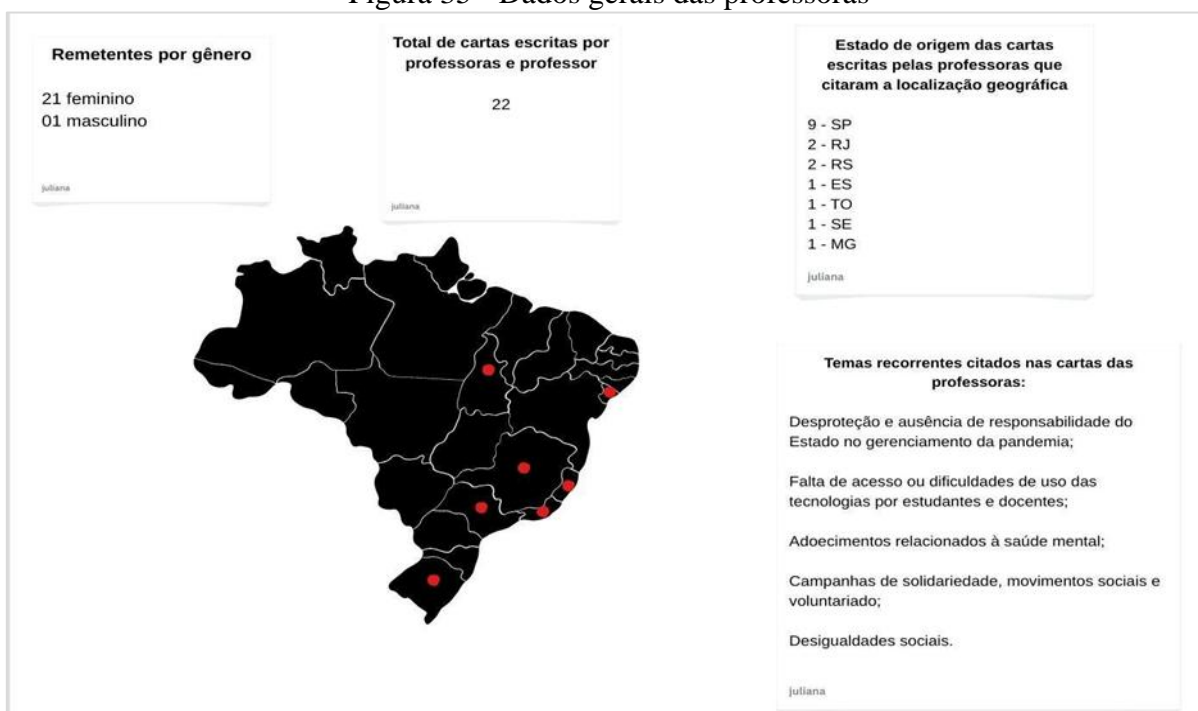 Figura 35 - Dados gerais das professoras
Remetentes por gênero
21 feminino
01 masculino
juliana
Total de cartas escritas por
professoras e professor
22
juliana
Estado de origem das cartas
escritas pelas professoras que
citaram a localização geográfica
9 - SP
2 - RJ
2 - RS
1 - ES
1 - TO
1 - SE
1 - MG
juliana
Temas recorrentes citados nas cartas das
professoras:
Desproteção e ausência de responsabilidade do
Estado no gerenciamento da pandemia;
Falta de acesso ou dificuldades de uso das
tecnologias por estudantes e docentes;
Adoecimentos relacionados à saúde mental;
Campanhas de solidariedade, movimentos sociais e
voluntariado;
Desigualdades sociais.
juliana